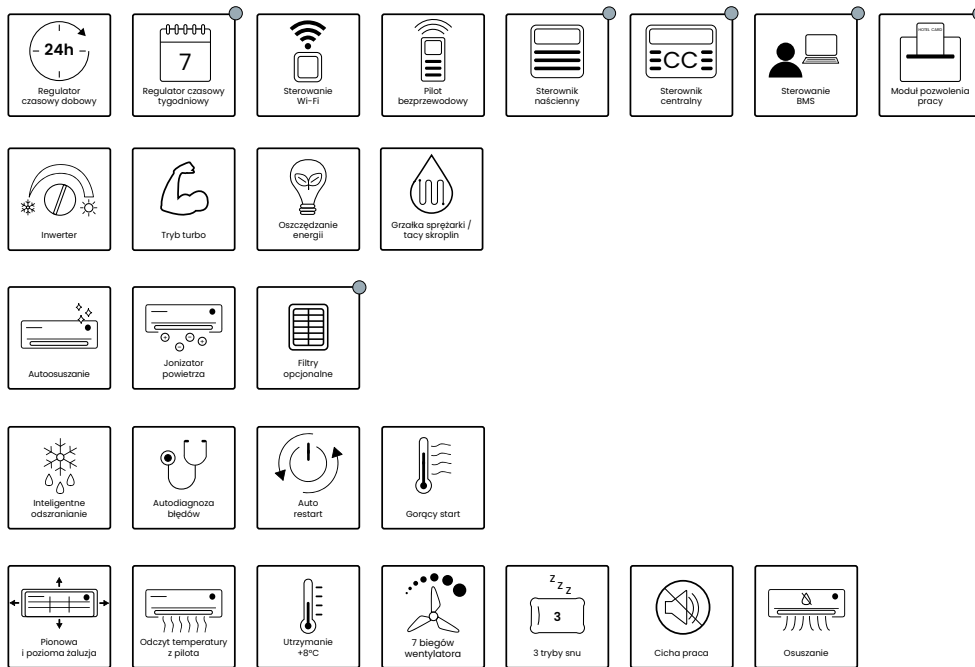 24h
Regulator
czasowy dobowy
7
Regulator czasowy
tygodniowy
Sterowanie
Wi-Fi
Pilot
bezprzewodowy
Sterownik
naścienny
CC
Sterownik
centralny
Sterowanie
BMS
HOTEL CARD
Moduł pozwolenia
pracy
Inwerter
Tryb turbo
Oszczędzanie
energii
Grzałka sprężarki /
tacy skroplin
Autoosuszanie
Jonizator
powietrza
Filtry
opcjonalne
Inteligentne
odszranianie
Autodiagnoza
błędów
Auto
restart
Gorący start
Pionowa
i pozioma żaluzja
Odczyt temperatury
z pilota
Utrzymanie
+8°C
7 biegów
wentylatora
Z Z Z
3
3 tryby snu
Cicha praca
Osuszanie